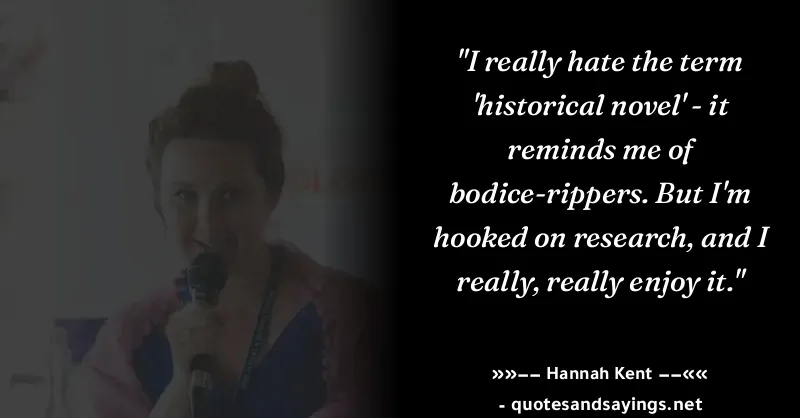 "I really hate the term
'historical novel' - it
reminds me of
bodice-rippers. But I'm
hooked on research, and I
really, really enjoy it."
»»−− Hannah Kent −−««
- quotesandsayings.net